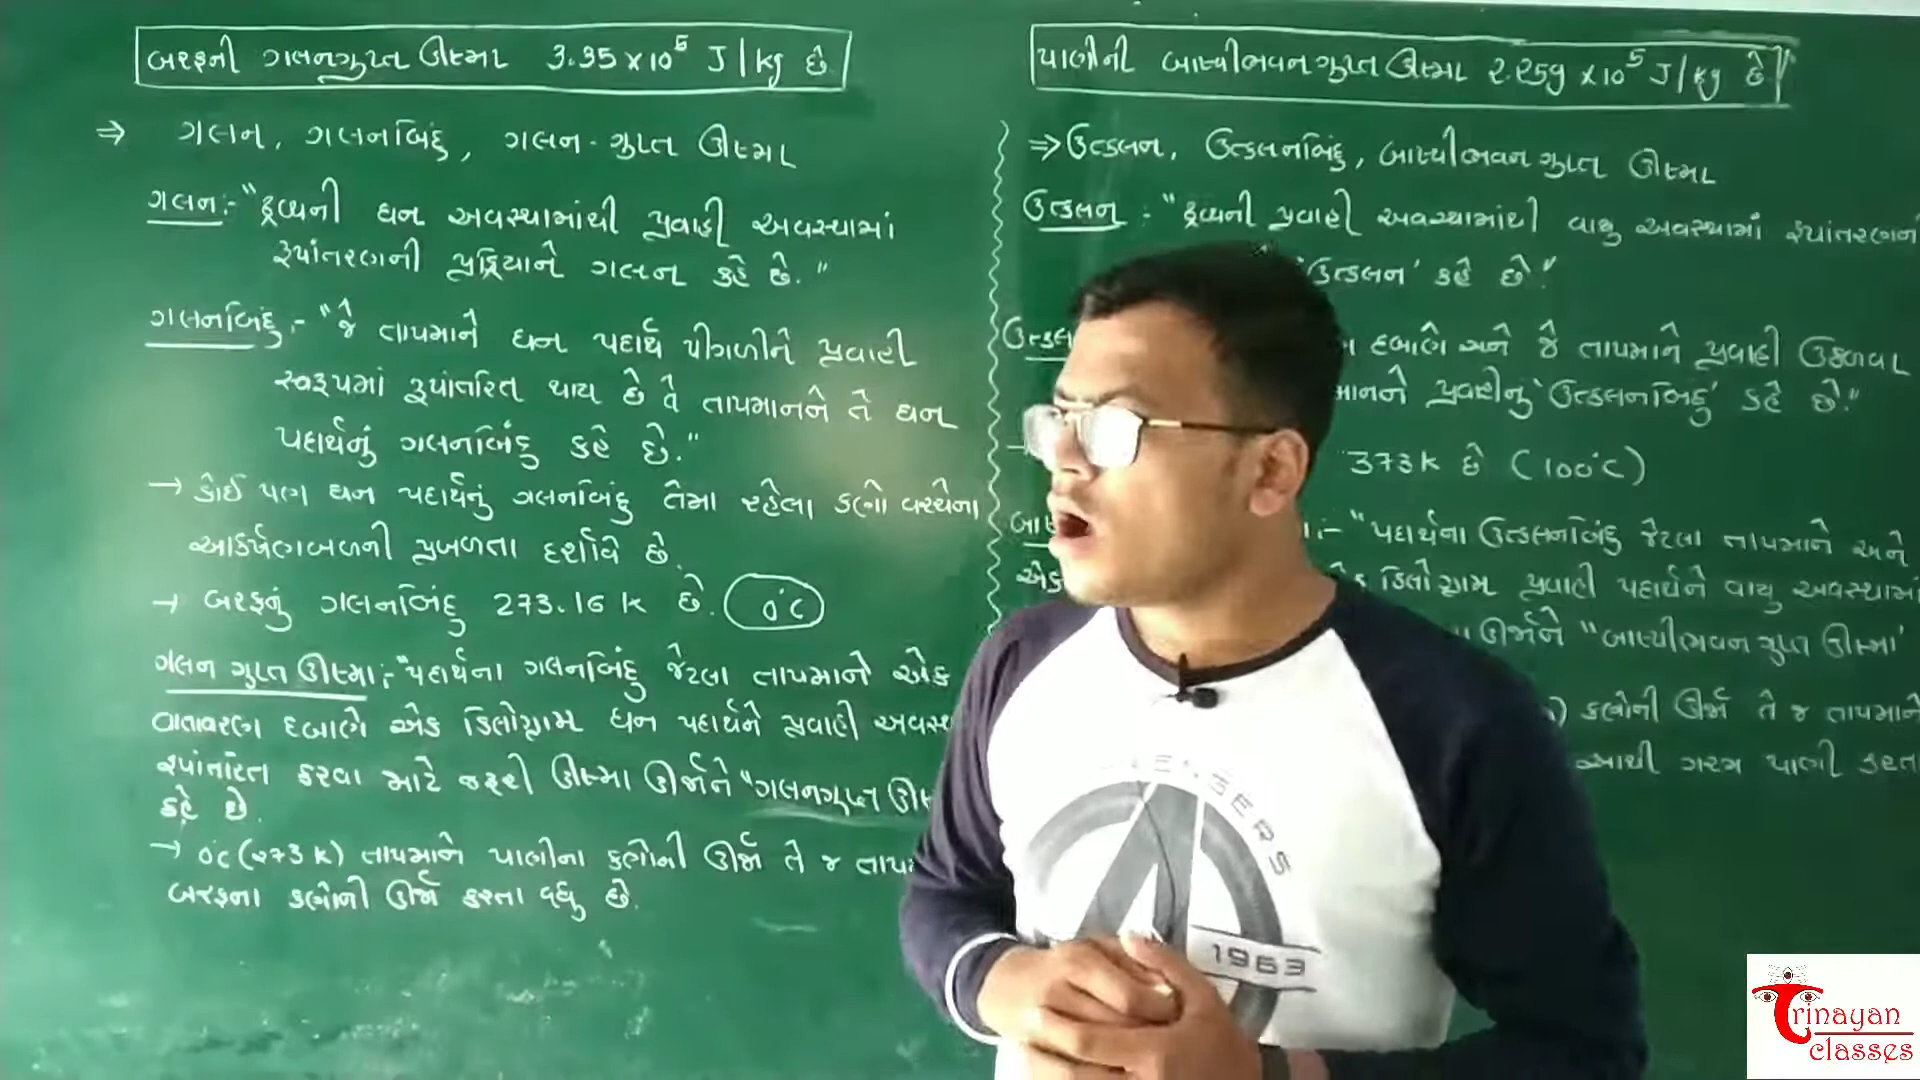 બરફની ગલનગુપ્ત ઊષ્મા 3.35×10⁵ J/kg છે
⇒ ગલન, ગલનબિંદુ, ગલન-ગુપ્ત ઊષ્મા
ગલન:- "દ્રવ્યની ઘન અવસ્થામાંથી પ્રવાહી અવસ્થામાં
રૂપાંતરણની પ્રક્રિયાને ગલન કહે છે."
ગલનબિંદુ:- "જે તાપમાને ઘન પદાર્થ પીગળીને પ્રવાહી
સ્વરૂપમાં રૂપાંતરિત થાય છે તે તાપમાનને તે ઘન
પદાર્થનું ગલનબિંદુ કહે છે."
→ કોઈ પણ ઘન પદાર્થનું ગલનબિંદુ તેમા રહેલા કણો વચ્ચેના
આકર્ષણબળની પ્રબળતા દર્શાવે છે.
→ બરફનું ગલનબિંદુ 273.16 K છે. 0°C
ગલન ગુપ્ત ઊષ્મા:- "પદાર્થના ગલનબિંદુ જેટલા તાપમાને એક
વાતાવરણ દબાણે એક કિલોગ્રામ ઘન પદાર્થને પ્રવાહી
રૂપાંતરિત કરવા માટે જરૂરી ઊષ્મા ઊર્જાને "ગલનગુપ્ત
કહે છે.
→ 0°C (273 K) તાપમાને પાણીના કણોની ઊર્જા તે જ
બરફના કણોની ઊર્જા કરતા વધુ છે.
પાણીની બાષ્પીભવન ગુપ્ત ઊષ્મા 2.259 ×10⁵ J/kg છે
⇒ ઉત્કલન, ઉત્કલનબિંદુ, બાષ્પીભવન ગુપ્ત ઊષ્મા
ઉત્કલન:- "દ્રવ્યની પ્રવાહી અવસ્થામાંથી વાયુ અવસ્થામાં રૂપાંતરણની
'ઉત્કલન' કહે છે".
દબાણે અને જે તાપમાને પ્રવાહી ઉકળવા
પ્રવાહીનું 'ઉત્કલનબિંદુ' કહે છે."
373 K છે (100°C)
:- "પદાર્થના ઉત્કલનબિંદુ જેટલા તાપમાને અને
કિલોગ્રામ પ્રવાહી પદાર્થને વાયુ અવસ્થામાં
ઊર્જાને "બાષ્પીભવન ગુપ્ત ઊષ્મા'
કણોની ઊર્જા તે જ તાપમાને
આથી ગરમ પાણી કરતા
1963
Trinayan
classes